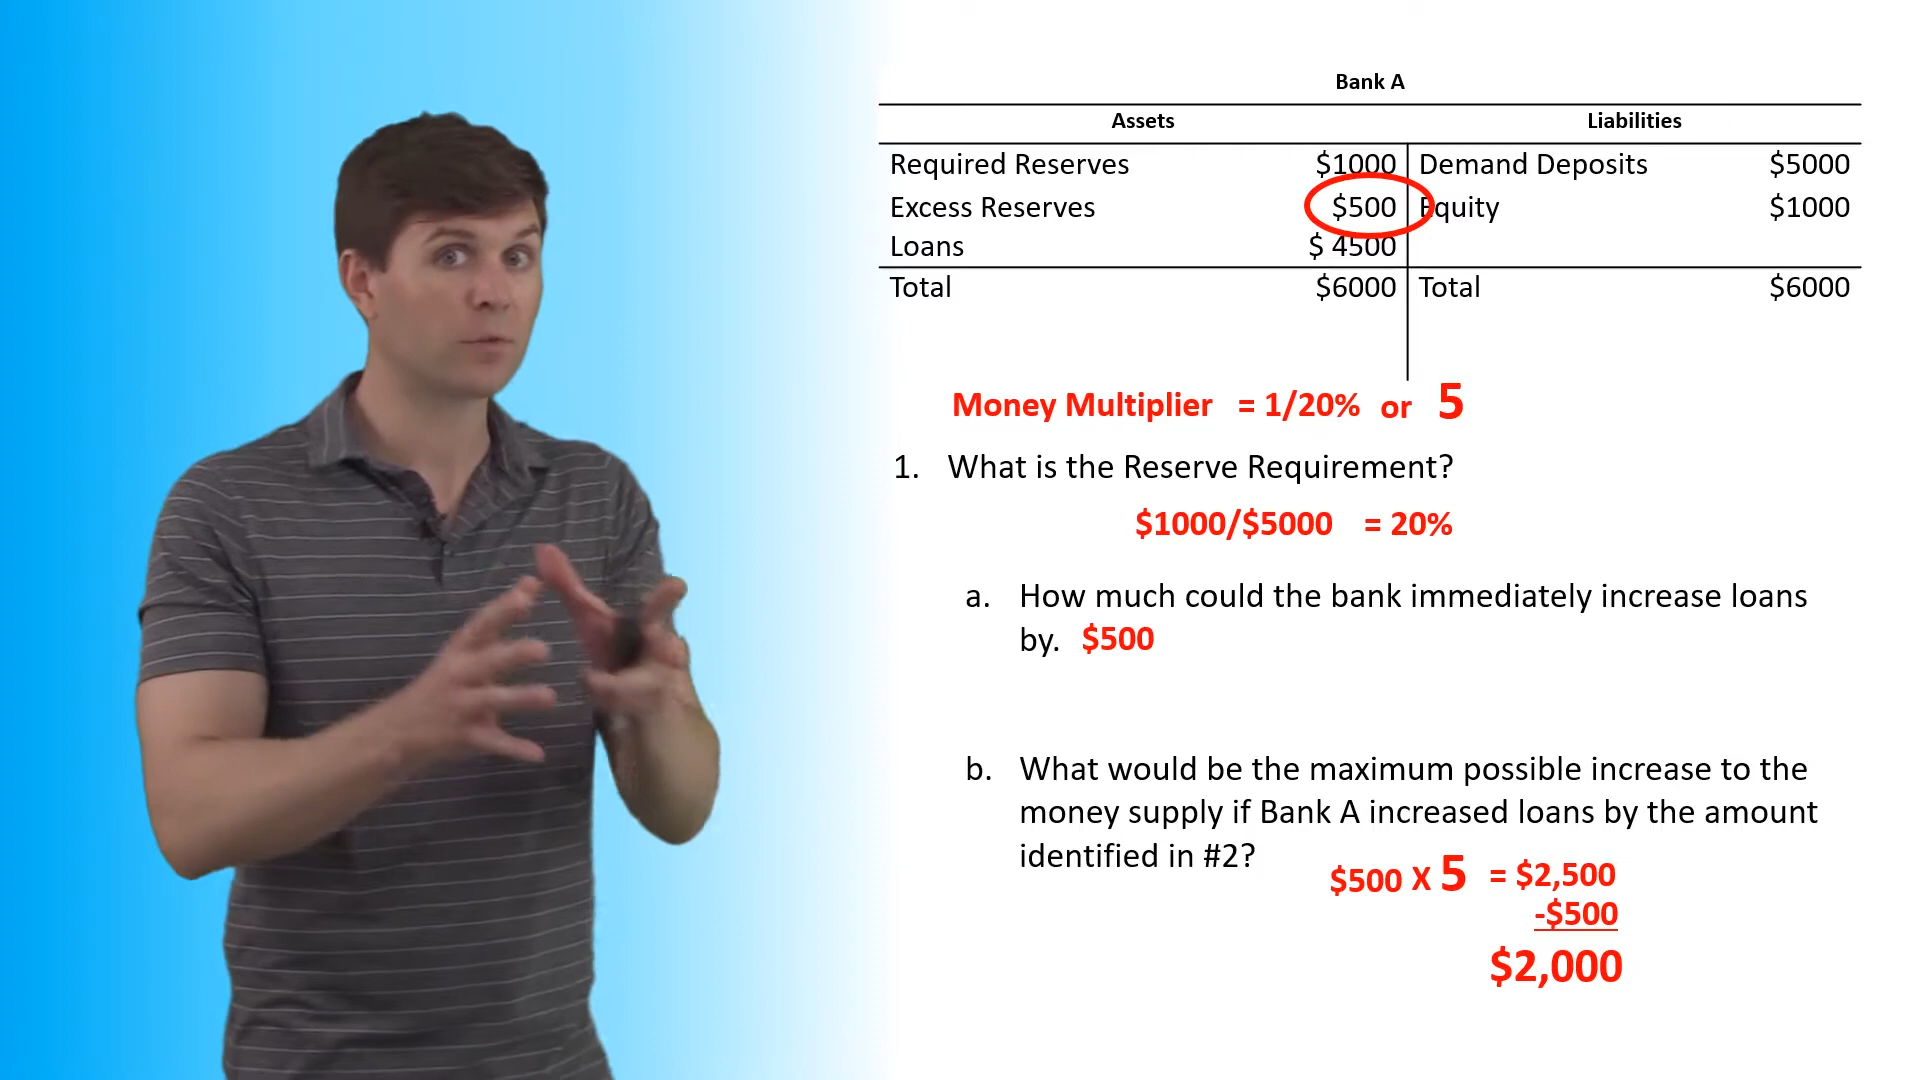 Bank A
Assets Liabilities
Required Reserves $1000 Demand Deposits $5000
Excess Reserves $500 Equity $1000
Loans $ 4500
Total $6000 Total $6000
Money Multiplier = 1/20% or 5
1. What is the Reserve Requirement?
$1000/$5000 = 20%
a. How much could the bank immediately increase loans
by. $500
b. What would be the maximum possible increase to the
money supply if Bank A increased loans by the amount
identified in #2?
$500 X 5 = $2,500
-$500
$2,000